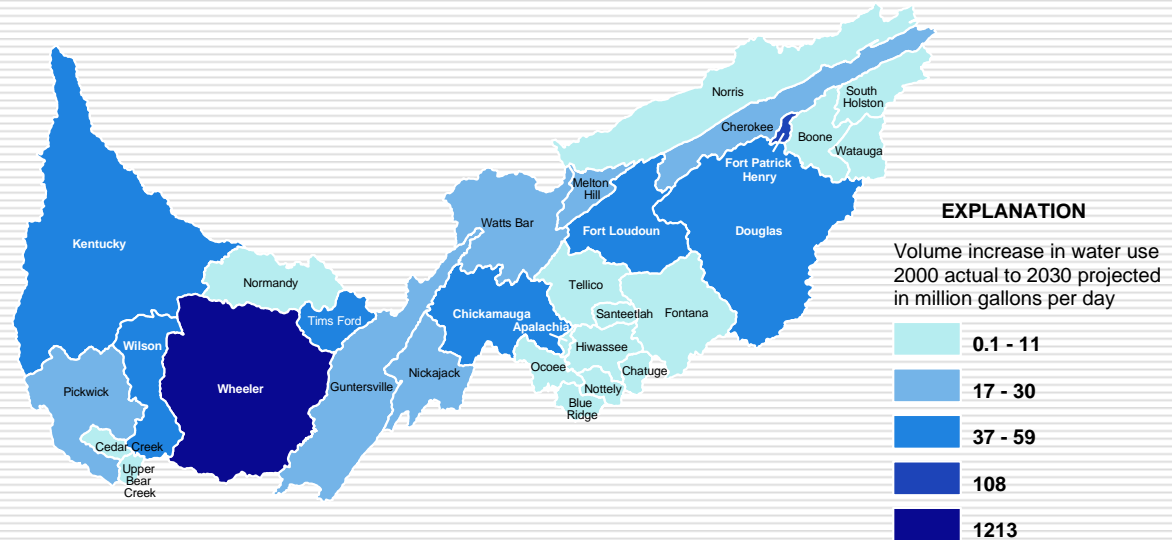 Norris
South
Holston
Cherokee
Boone
Watauga
Fort Patrick
Henry
Melton
Hill
Watts Bar
Fort Loudoun
Douglas
Kentucky
Normandy
Tellico
Santeetlah
Fontana
Tims Ford
Chickamauga
Apalachia
Hiwassee
Wilson
Ocoee
Chatuge
Nickajack
Guntersville
Wheeler
Pickwick
Nottely
Blue
Ridge
Cedar Creek
Upper
Bear
Creek
EXPLANATION
Volume increase in water use
2000 actual to 2030 projected
in million gallons per day
0.1 - 11
17 - 30
37 - 59
108
1213